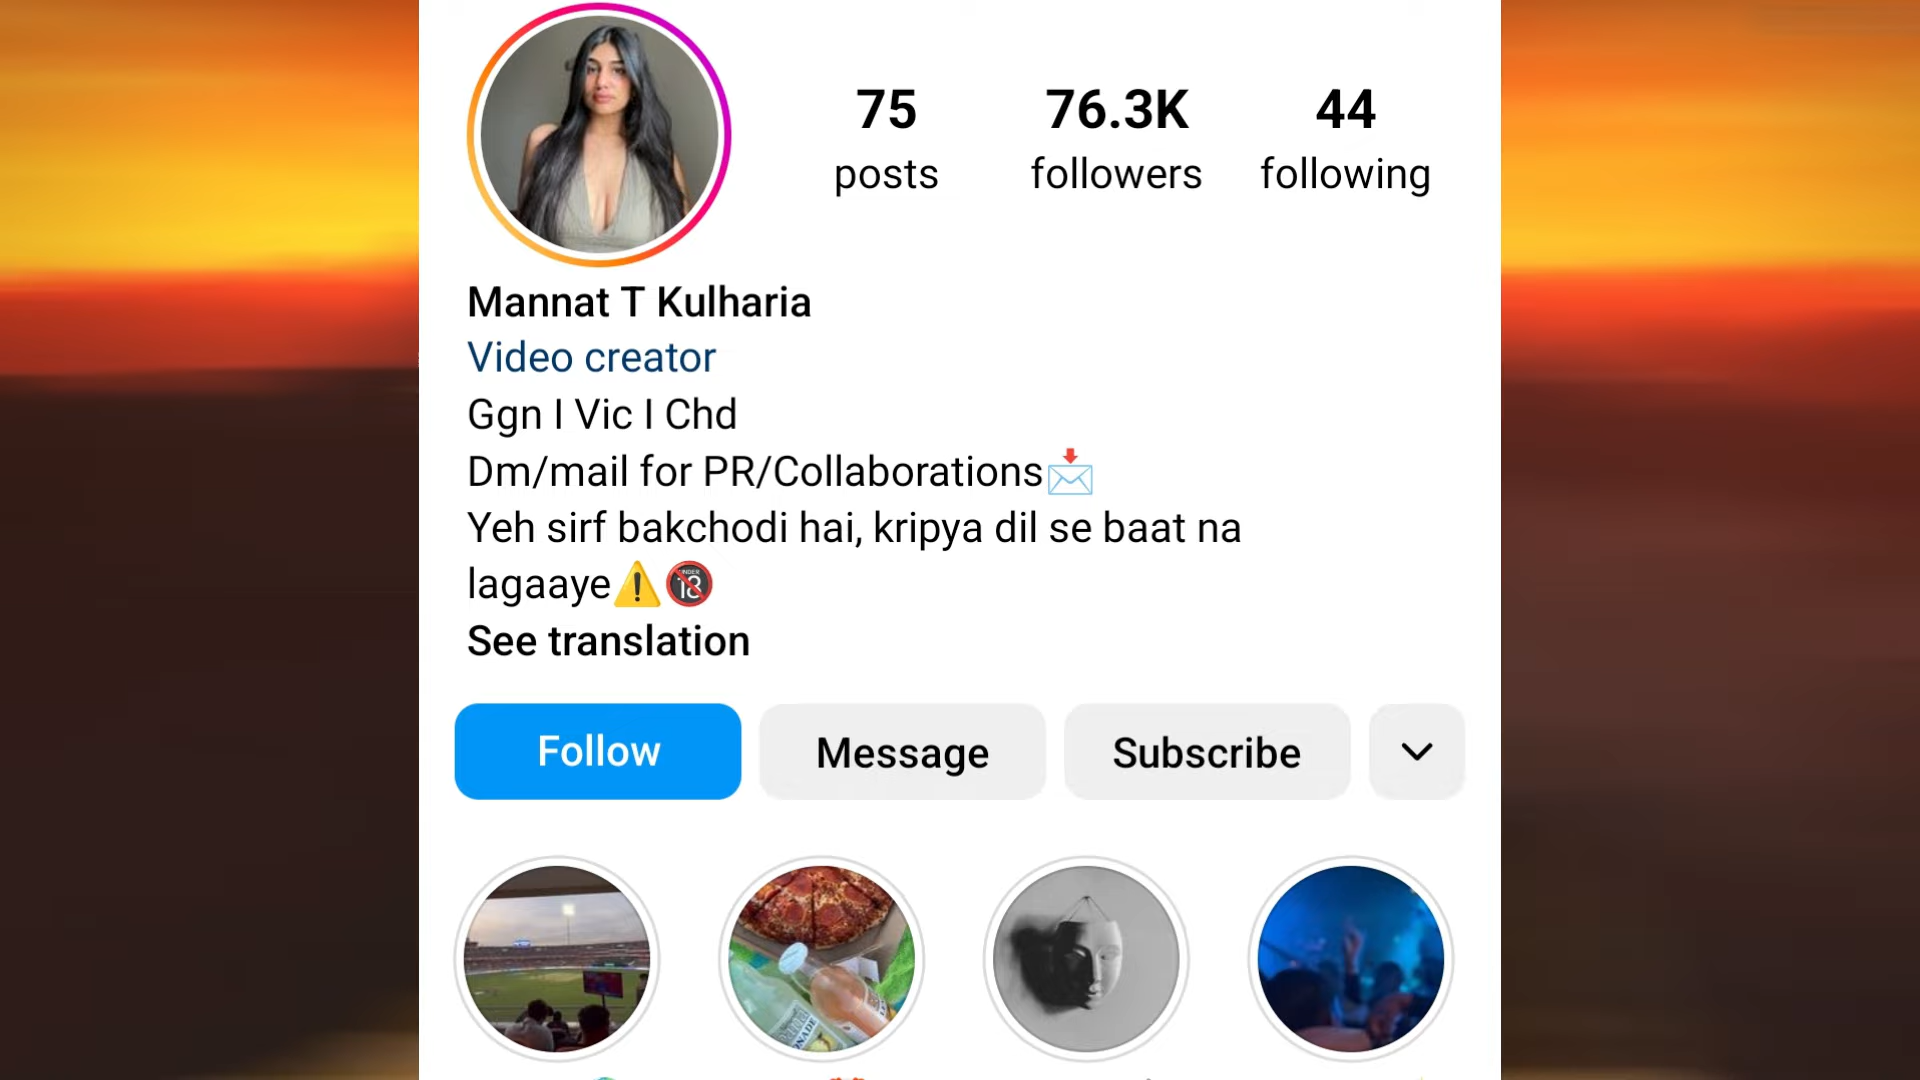 75 76.3K 44
posts followers following
Mannat T Kulharia
Video creator
Ggn I Vic I Chd
Dm/mail for PR/Collaborations📩
Yeh sirf bakchodi hai, kripya dil se baat na
lagaaye⚠️🔞
See translation
Follow Message Subscribe